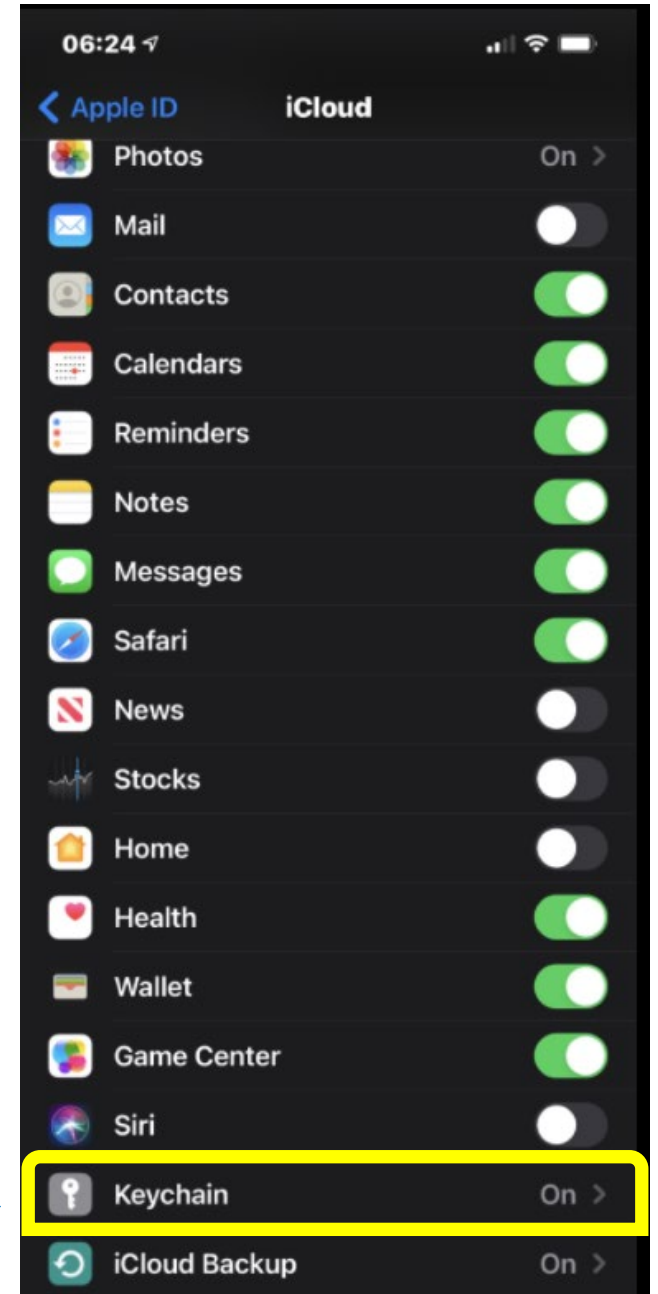 06:24
Apple ID iCloud
Photos On
Mail
Contacts
Calendars
Reminders
Notes
Messages
Safari
News
Stocks
Home
Health
Wallet
Game Center
Siri
Keychain On
iCloud Backup On